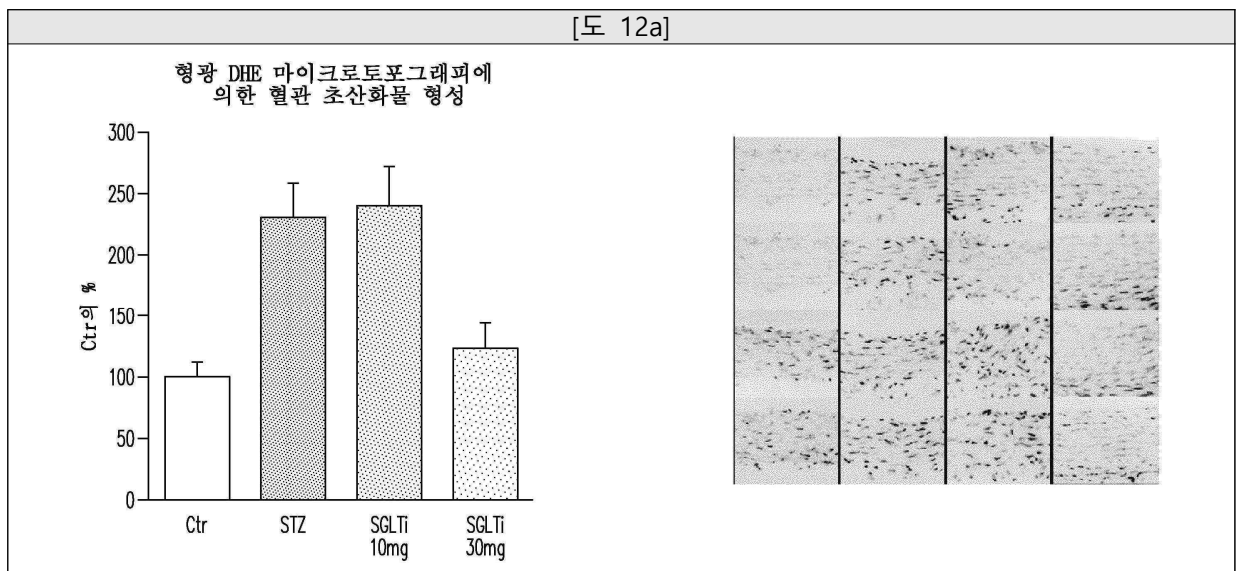 [도 12a]
형광 DHE 마이크로토포그래피에
의한 혈관 초산화물 형성
Ctr의 %
300
250
200
150
100
50
0
Ctr
STZ
SGLTi
10mg
SGLTi
30mg